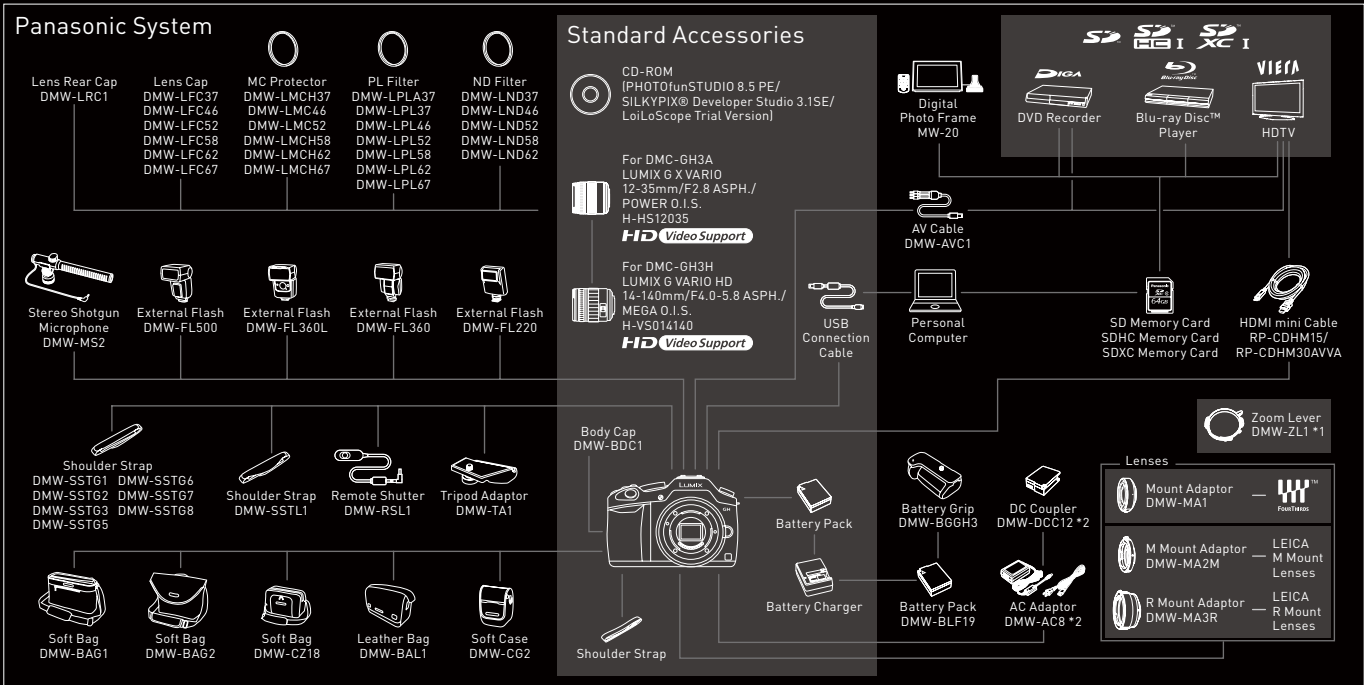 Panasonic System
Lens Rear Cap
DMW-LRC1
Lens Cap
DMW-LFC37
DMW-LFC46
DMW-LFC52
DMW-LFC58
DMW-LFC62
DMW-LFC67
MC Protector
DMW-LMCH37
DMW-LMC46
DMW-LMC52
DMW-LMCH58
DMW-LMCH62
DMW-LMCH67
PL Filter
DMW-LPLA37
DMW-LPL37
DMW-LPL46
DMW-LPL52
DMW-LPL58
DMW-LPL62
DMW-LPL67
ND Filter
DMW-LND37
DMW-LND46
DMW-LND52
DMW-LND58
DMW-LND62
Stereo Shotgun
Microphone
DMW-MS2
External Flash
DMW-FL500
External Flash
DMW-FL360L
External Flash
DMW-FL360
External Flash
DMW-FL220
Shoulder Strap
DMW-SSTG1 DMW-SSTG6
DMW-SSTG2 DMW-SSTG7
DMW-SSTG3 DMW-SSTG8
DMW-SSTG5
Shoulder Strap
DMW-SSTL1
Remote Shutter
DMW-RSL1
Tripod Adaptor
DMW-TA1
Soft Bag
DMW-BAG1
Soft Bag
DMW-BAG2
Soft Bag
DMW-CZ18
Leather Bag
DMW-BAL1
Soft Case
DMW-CG2
Standard Accessories
CD-ROM
(PHOTOfunSTUDIO 8.5 PE/
SILKYPIX® Developer Studio 3.1SE/
LoiLoScope Trial Version)
For DMC-GH3A
LUMIX G X VARIO
12-35mm/F2.8 ASPH./
POWER O.I.S.
H-HS12035
HD Video Support
For DMC-GH3H
LUMIX G VARIO HD
14-140mm/F4.0-5.8 ASPH./
MEGA O.I.S.
H-VS014140
HD Video Support
USB
Connection
Cable
Body Cap
DMW-BDC1
LUMIX
GH
Battery Pack
Battery Charger
Shoulder Strap
Digital
Photo Frame
MW-20
SD SDHC I SDXC I
DIGA
DVD Recorder
Blu-ray Disc
Blu-ray Disc™
Player
VIERA
HDTV
AV Cable
DMW-AVC1
Personal
Computer
Panasonic
64GB
SD Memory Card
SDHC Memory Card
SDXC Memory Card
HDMI mini Cable
RP-CDHM15/
RP-CDHM30AVVA
Zoom Lever
DMW-ZL1 *1
Battery Grip
DMW-BGGH3
DC Coupler
DMW-DCC12 *2
Battery Pack
DMW-BLF19
AC Adaptor
DMW-AC8 *2
Lenses
Mount Adaptor
DMW-MA1
™
FourThirds
M Mount Adaptor
DMW-MA2M
LEICA
M Mount
Lenses
R Mount Adaptor
DMW-MA3R
LEICA
R Mount
Lenses